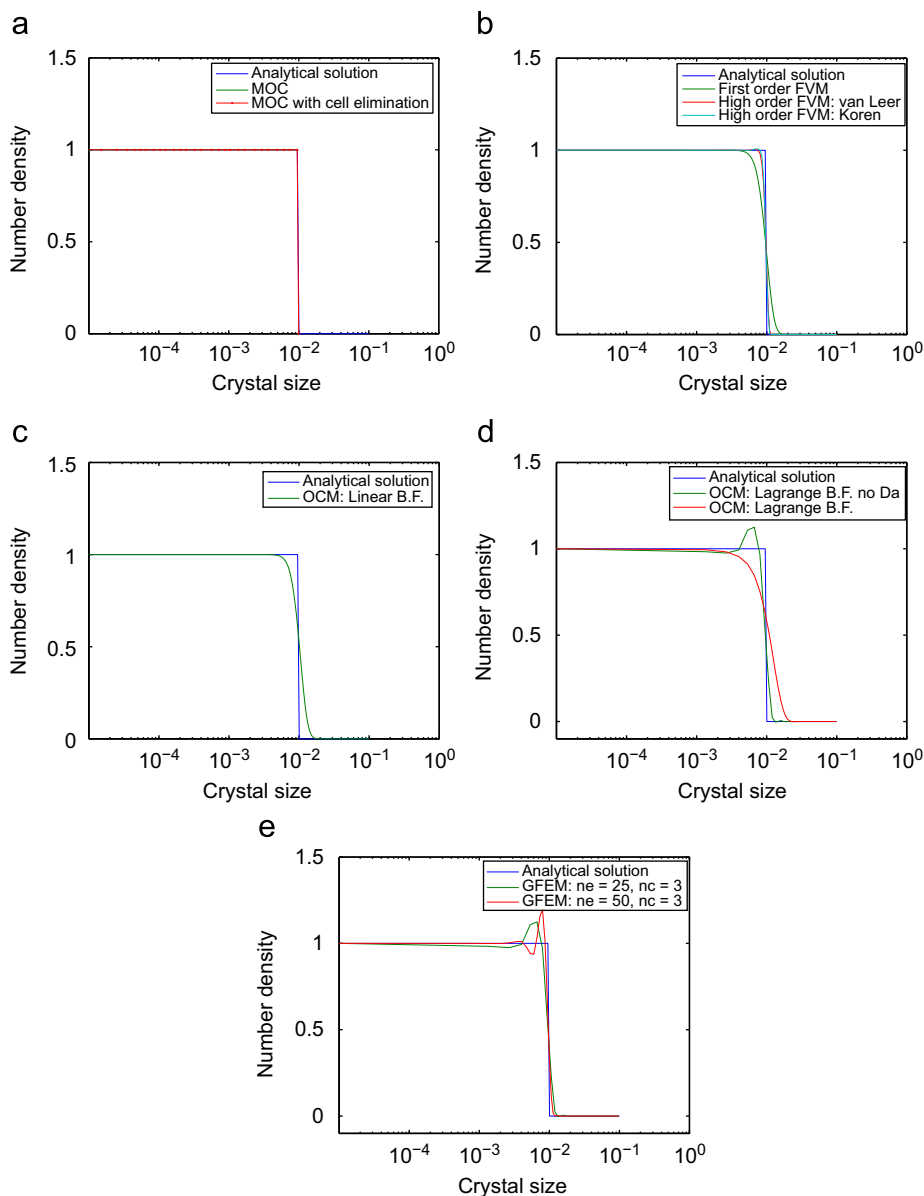 a
1.5
1
0.5
0
Number density
Analytical solution
MOC
MOC with cell elimination
10⁻⁴ 10⁻³ 10⁻² 10⁻¹ 10⁰
Crystal size
b
1.5
1
0.5
0
Number density
Analytical solution
First order FVM
High order FVM: van Leer
High order FVM: Koren
10⁻⁴ 10⁻³ 10⁻² 10⁻¹ 10⁰
Crystal size
c
1.5
1
0.5
0
Number density
Analytical solution
OCM: Linear B.F.
10⁻⁴ 10⁻³ 10⁻² 10⁻¹ 10⁰
Crystal size
d
1.5
1
0.5
0
Number density
Analytical solution
OCM: Lagrange B.F. no Da
OCM: Lagrange B.F.
10⁻⁴ 10⁻³ 10⁻² 10⁻¹ 10⁰
Crystal size
e
1.5
1
0.5
0
Number density
Analytical solution
GFEM: ne = 25, nc = 3
GFEM: ne = 50, nc = 3
10⁻⁴ 10⁻³ 10⁻² 10⁻¹ 10⁰
Crystal size